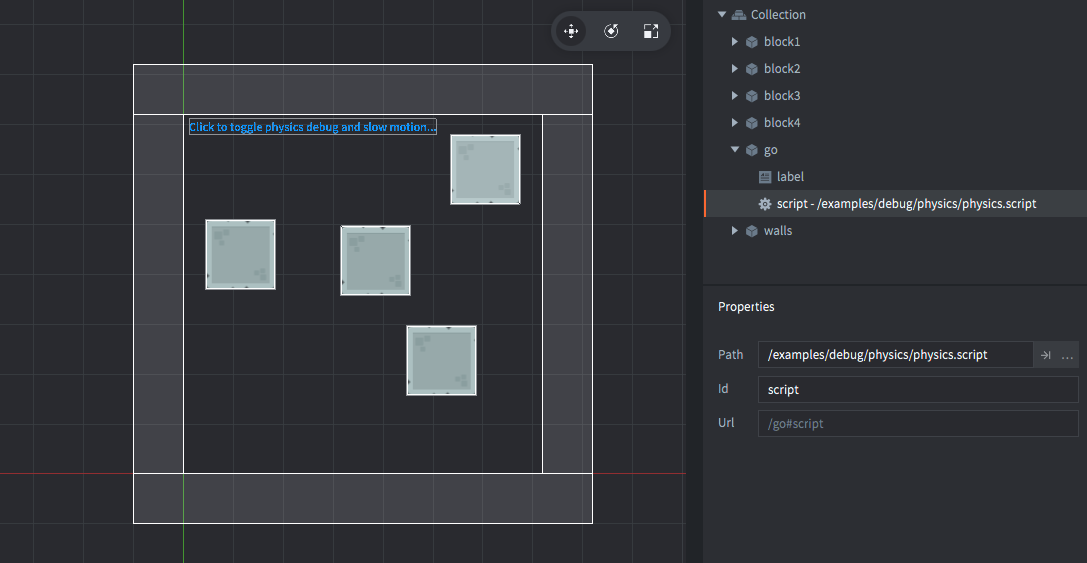 Click to toggle physics debug and slow motion...
Collection
block1
block2
block3
block4
go
label
script - /examples/debug/physics/physics.script
walls
Properties
Path /examples/debug/physics/physics.script ...
Id script
Url /go#script